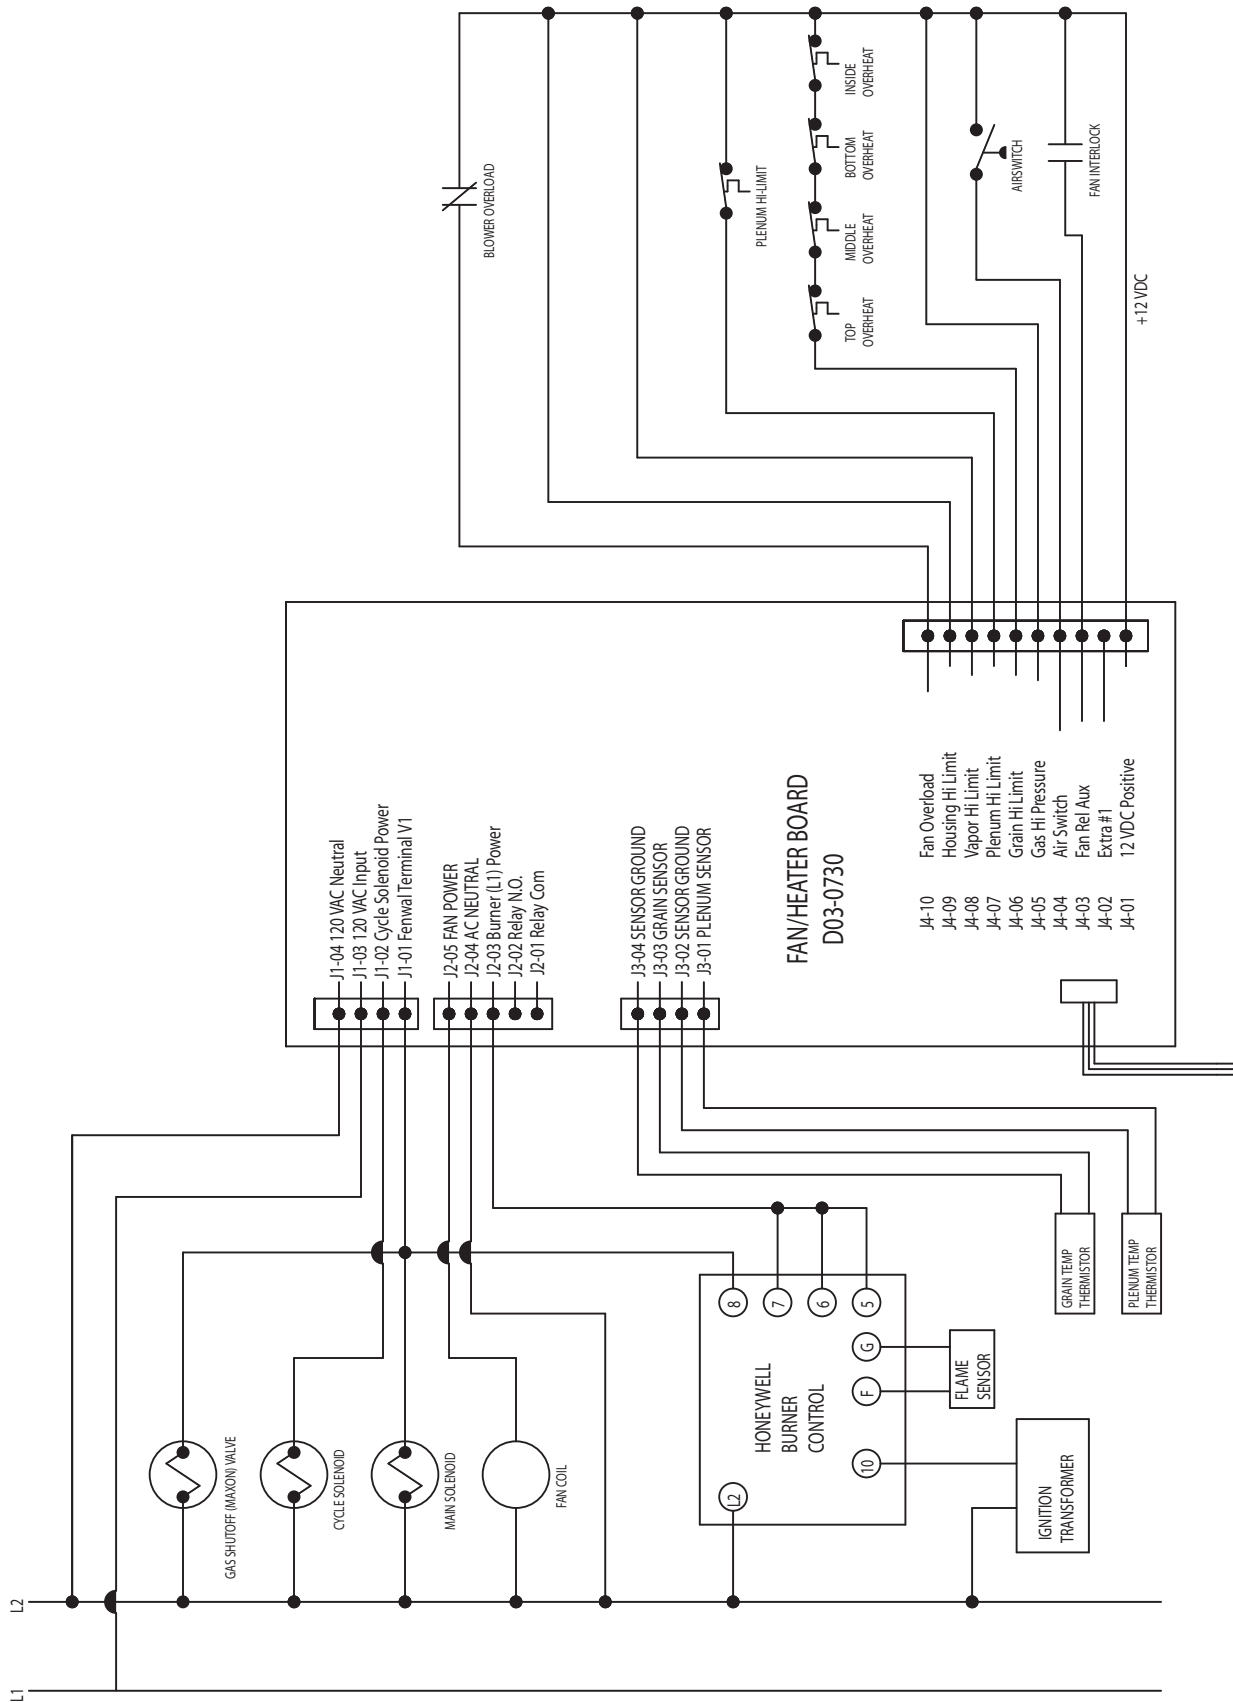 L1
L2
GAS SHUTOFF (MAXON) VALVE
CYCLE SOLENOID
MAIN SOLENOID
FAN COIL
L2
HONEYWELL
BURNER
CONTROL
8
7
6
5
G
F
10
FLAME
SENSOR
IGNITION
TRANSFORMER
GRAIN TEMP
THERMISTOR
PLENUM TEMP
THERMISTOR
J1-04 120 VAC Neutral
J1-03 120 VAC Input
J1-02 Cycle Solenoid Power
J1-01 Fenwal Terminal V1
J2-05 FAN POWER
J2-04 AC NEUTRAL
J2-03 Burner (L1) Power
J2-02 Relay N.O.
J2-01 Relay Com
J3-04 SENSOR GROUND
J3-03 GRAIN SENSOR
J3-02 SENSOR GROUND
J3-01 PLENUM SENSOR
FAN/HEATER BOARD
D03-0730
J4-10 Fan Overload
J4-09 Housing Hi Limit
J4-08 Vapor Hi Limit
J4-07 Plenum Hi Limit
J4-06 Grain Hi Limit
J4-05 Gas Hi Pressure
J4-04 Air Switch
J4-03 Fan Rel Aux
J4-02 Extra #1
J4-01 12 VDC Positive
BLOWER OVERLOAD
PLENUM HI-LIMIT
TOP
OVERHEAT
MIDDLE
OVERHEAT
BOTTOM
OVERHEAT
INSIDE
OVERHEAT
AIRSWITCH
FAN INTERLOCK
+12 VDC